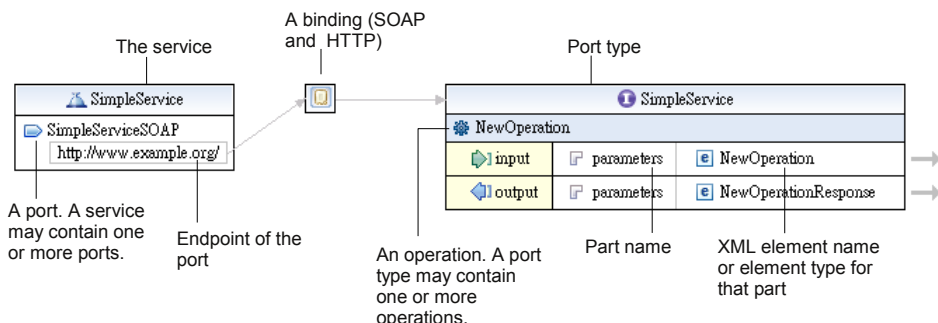 A binding (SOAP
and HTTP)
The service
Port type
SimpleService
SimpleService
SimpleServiceSOAP
http://www.example.org/
NewOperation
input
parameters
e NewOperation
output
parameters
e NewOperationResponse
A port. A service
may contain one
or more ports.
Endpoint of the
port
An operation. A port
type may contain
one or more
operations.
Part name
XML element name
or element type for
that part